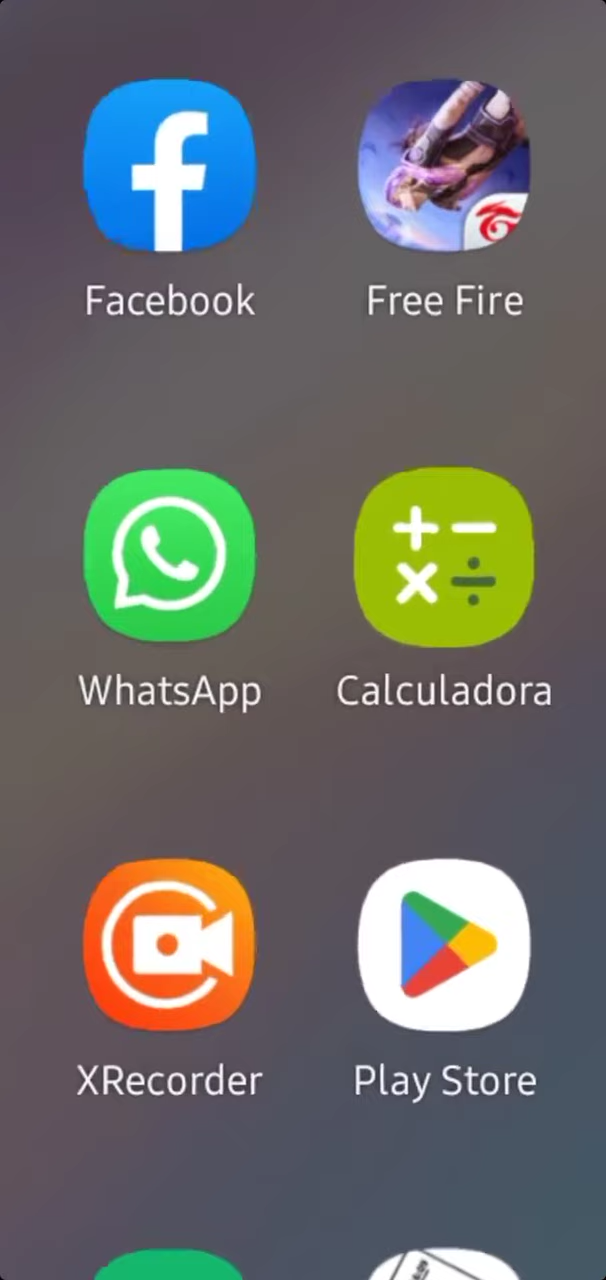 Facebook
Free Fire
WhatsApp
Calculadora
XRecorder
Play Store